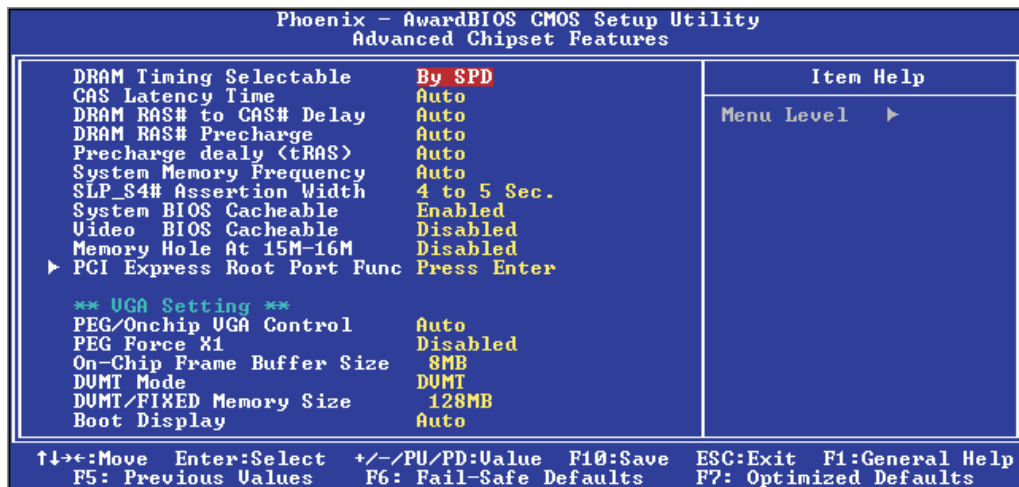 Phoenix - AwardBIOS CMOS Setup Utility
Advanced Chipset Features
DRAM Timing Selectable By SPD
CAS Latency Time Auto
DRAM RAS# to CAS# Delay Auto
DRAM RAS# Precharge Auto
Precharge dealy (tRAS) Auto
System Memory Frequency Auto
SLP_S4# Assertion Width 4 to 5 Sec.
System BIOS Cacheable Enabled
Video BIOS Cacheable Disabled
Memory Hole At 15M-16M Disabled
▶ PCI Express Root Port Func Press Enter
** VGA Setting **
PEG/Onchip VGA Control Auto
PEG Force X1 Disabled
On-Chip Frame Buffer Size 8MB
DVMT Mode DVMT
DVMT/FIXED Memory Size 128MB
Boot Display Auto
Item Help
Menu Level ▶
↑↓→←:Move Enter:Select +/-/PU/PD:Value F10:Save ESC:Exit F1:General Help
F5: Previous Values F6: Fail-Safe Defaults F7: Optimized Defaults